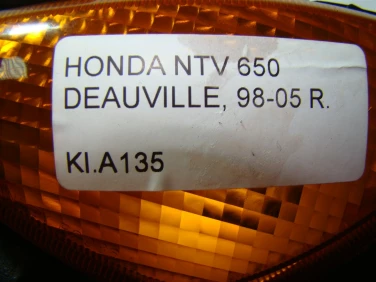 HONDA NTV 650
DEAUVILLE, 98-05 R.
KI.A135